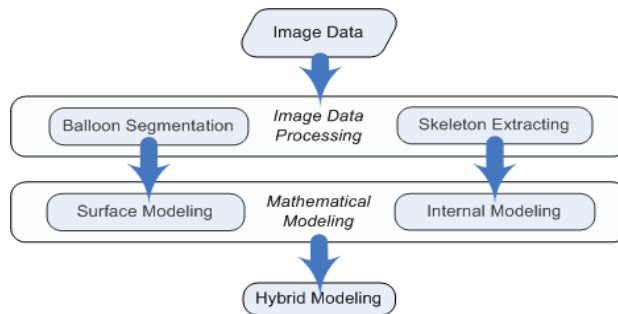 Image Data
Balloon Segmentation
Image Data
Processing
Skeleton Extracting
Surface Modeling
Mathematical
Modeling
Internal Modeling
Hybrid Modeling